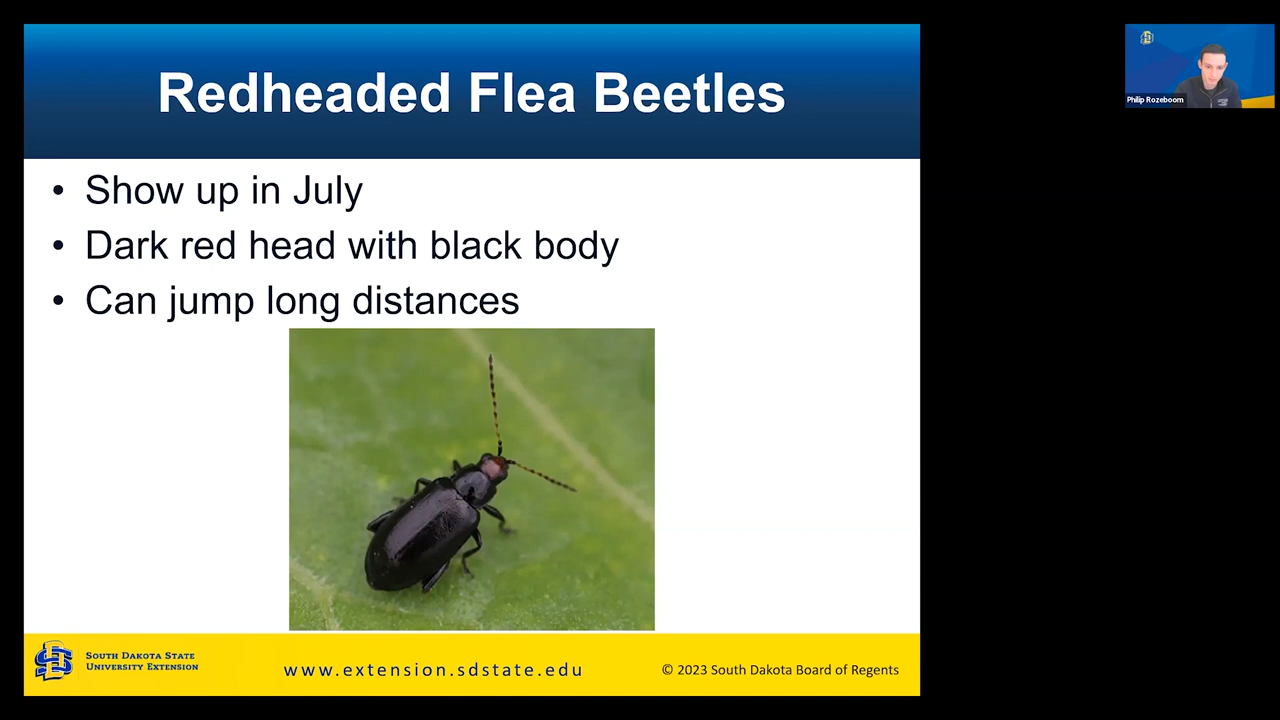 Redheaded Flea Beetles
• Show up in July
• Dark red head with black body
• Can jump long distances
SOUTH DAKOTA STATE
UNIVERSITY EXTENSION
www.extension.sdstate.edu
© 2023 South Dakota Board of Regents
Philip Rozeboom